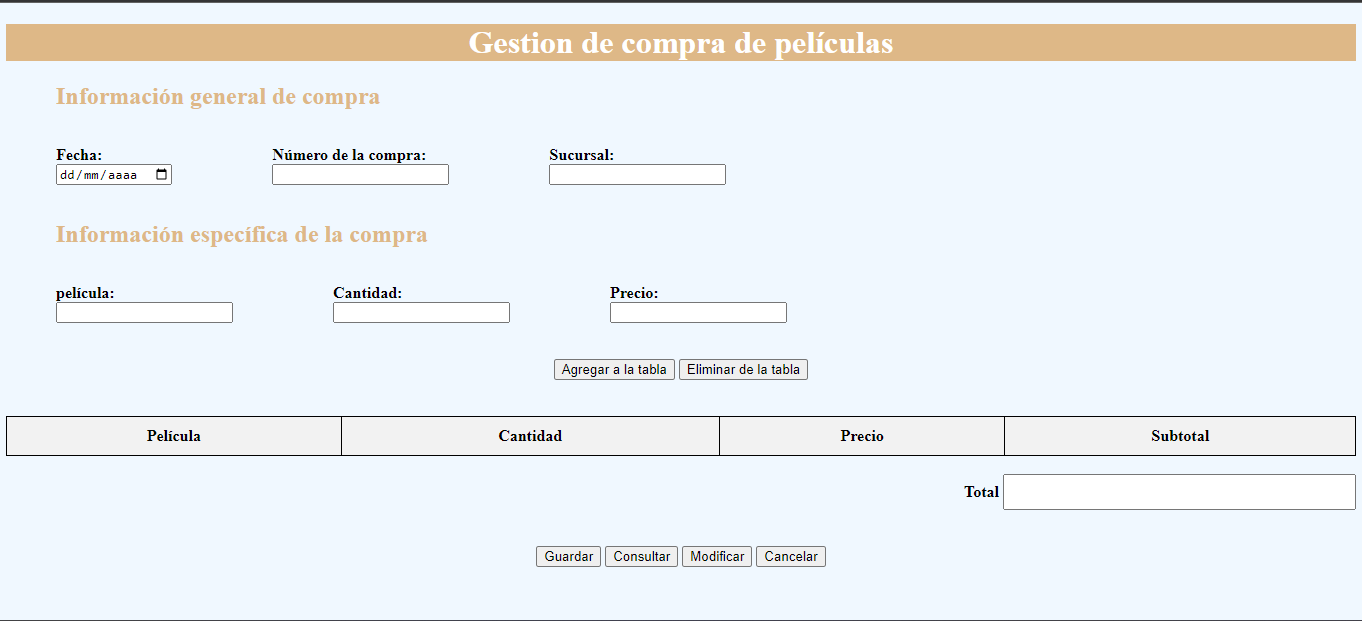 Gestion de compra de películas
Información general de compra
Fecha: Número de la compra: Sucursal:
dd/mm/aaaa
Información específica de la compra
película: Cantidad: Precio:
Agregar a la tabla Eliminar de la tabla
Película Cantidad Precio Subtotal
Total
Guardar Consultar Modificar Cancelar